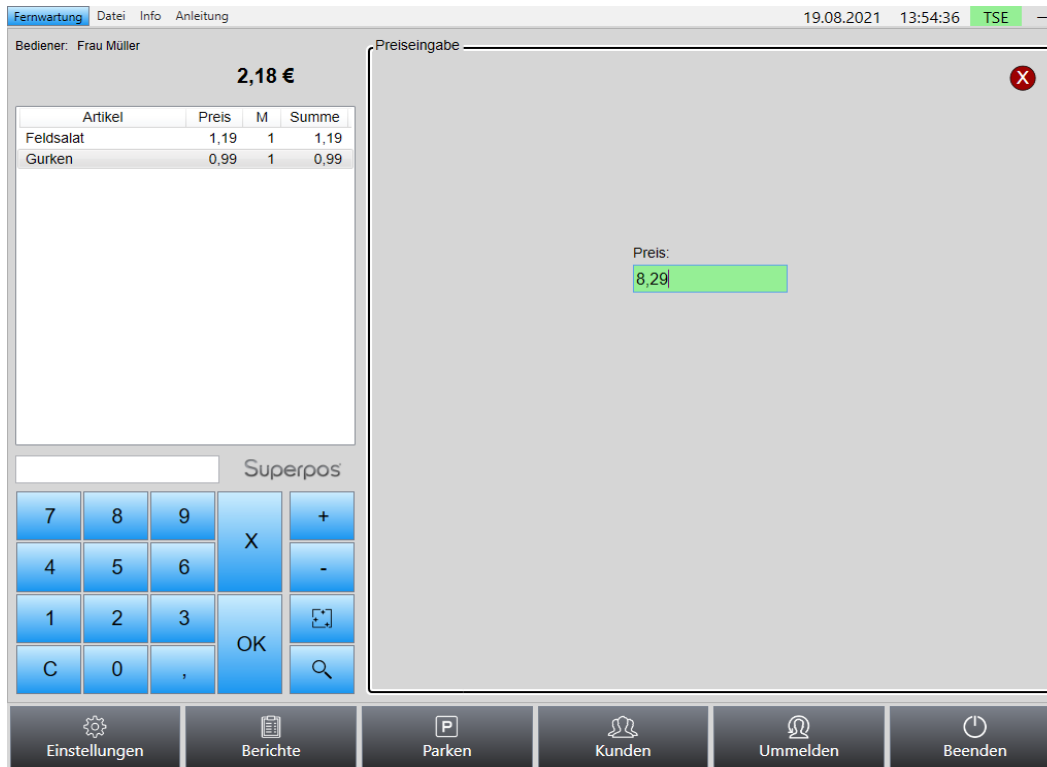 Fernwartung Datei Info Anleitung 19.08.2021 13:54:36 TSE
Bediener: Frau Müller
2,18 €
Artikel Preis M Summe
Feldsalat 1,19 1 1,19
Gurken 0,99 1 0,99
Preiseingabe
X
Preis:
8,29
Superpos
7 8 9 X +
4 5 6 -
1 2 3 OK
C 0 ,
Einstellungen Berichte P Parken Kunden Ummelden Beenden